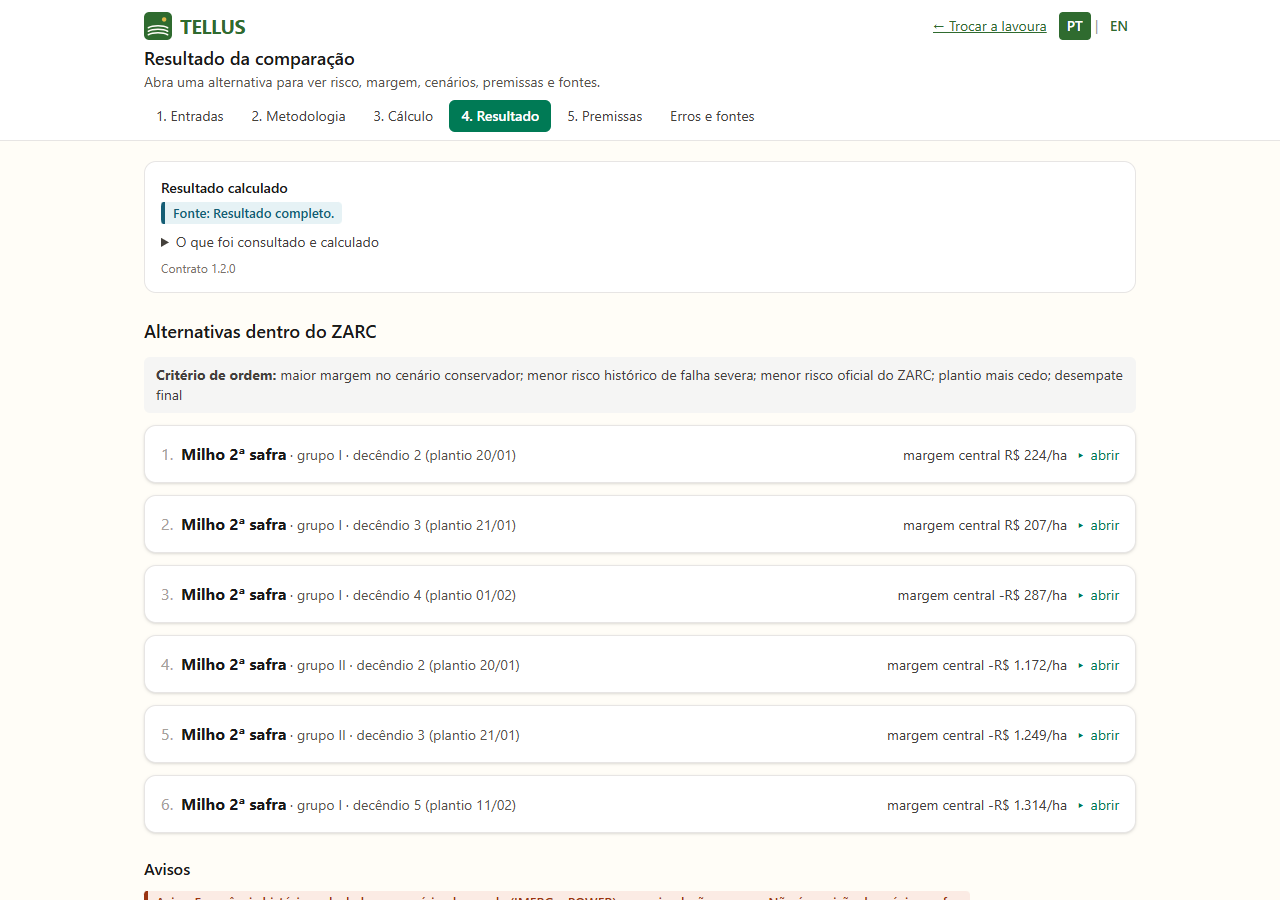 TELLUS
← Trocar a lavoura
PT | EN
Resultado da comparação
Abra uma alternativa para ver risco, margem, cenários, premissas e fontes.
1. Entradas 2. Metodologia 3. Cálculo 4. Resultado 5. Premissas Erros e fontes
Resultado calculado
Fonte: Resultado completo.
▶ O que foi consultado e calculado
Contrato 1.2.0
Alternativas dentro do ZARC
Critério de ordem: maior margem no cenário conservador; menor risco histórico de falha severa; menor risco oficial do ZARC; plantio mais cedo; desempate
final
1. Milho 2ª safra · grupo I · decêndio 2 (plantio 20/01) margem central R$ 224/ha ‣ abrir
2. Milho 2ª safra · grupo I · decêndio 3 (plantio 21/01) margem central R$ 207/ha ‣ abrir
3. Milho 2ª safra · grupo I · decêndio 4 (plantio 01/02) margem central -R$ 287/ha ‣ abrir
4. Milho 2ª safra · grupo II · decêndio 2 (plantio 20/01) margem central -R$ 1.172/ha ‣ abrir
5. Milho 2ª safra · grupo II · decêndio 3 (plantio 21/01) margem central -R$ 1.249/ha ‣ abrir
6. Milho 2ª safra · grupo I · decêndio 5 (plantio 11/02) margem central -R$ 1.314/ha ‣ abrir
Avisos